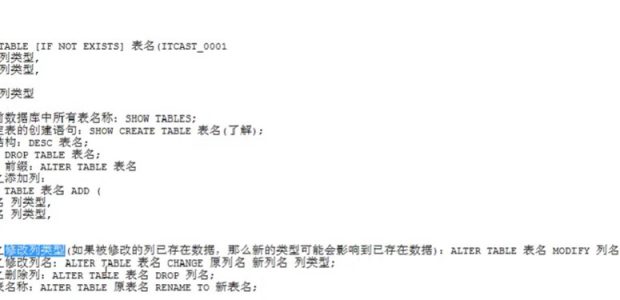 TABLE [IF NOT EXISTS] 表名(ITCAST_0001
列类型,
列类型,
列类型
前数据库中所有表名称: SHOW TABLES;
定表的创建语句: SHOW CREATE TABLE 表名(了解);
结构: DESC 表名;
DROP TABLE 表名;
前缀: ALTER TABLE 表名
之添加列:
TABLE 表名 ADD (
名 列类型,
名 列类型,
之修改列类型(如果被修改的列已存在数据, 那么新的类型可能会影响到已存在数据): ALTER TABLE 表名 MODIFY 列名
之修改列名: ALTER TABLE 表名 CHANGE 原列名 新列名 列类型;
之删除列: ALTER TABLE 表名 DROP 列名;
表名称: ALTER TABLE 原表名 RENAME TO 新表名;